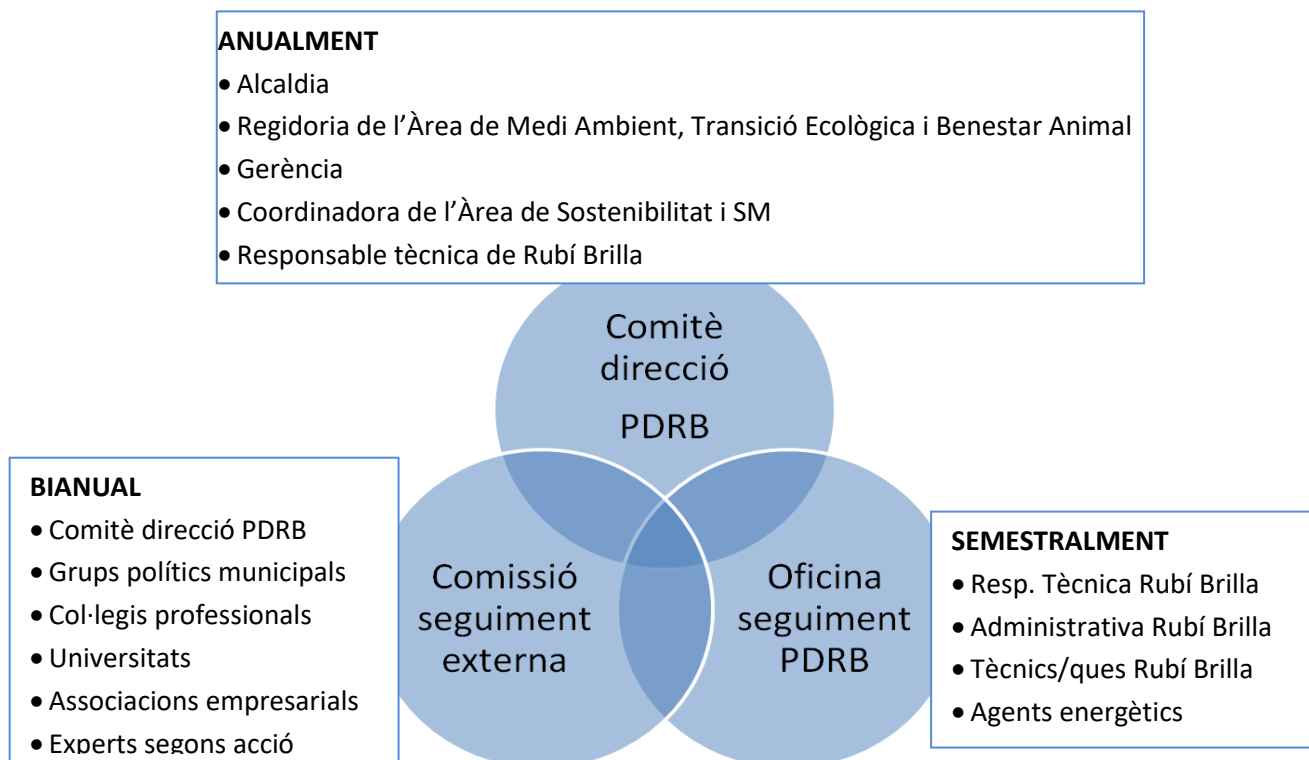 ANUALMENT
• Alcaldia
• Regidoria de l’Àrea de Medi Ambient, Transició Ecològica i Benestar Animal
• Gerència
• Coordinadora de l’Àrea de Sostenibilitat i SM
• Responsable tècnica de Rubí Brilla
Comitè
direcció
PDRB
BIANUAL
• Comitè direcció PDRB
• Grups polítics municipals
• Col·legis professionals
• Universitats
• Associacions empresarials
• Experts segons acció
Comissió
seguiment
externa
Oficina
seguiment
PDRB
SEMESTRALMENT
• Resp. Tècnica Rubí Brilla
• Administrativa Rubí Brilla
• Tècnics/ques Rubí Brilla
• Agents energètics